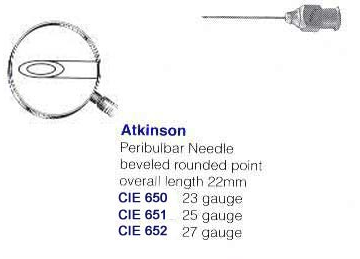 Atkinson
Peribulbar Needle
beveled rounded point
overall length 22mm
CIE 650 23 gauge
CIE 651 25 gauge
CIE 652 27 gauge